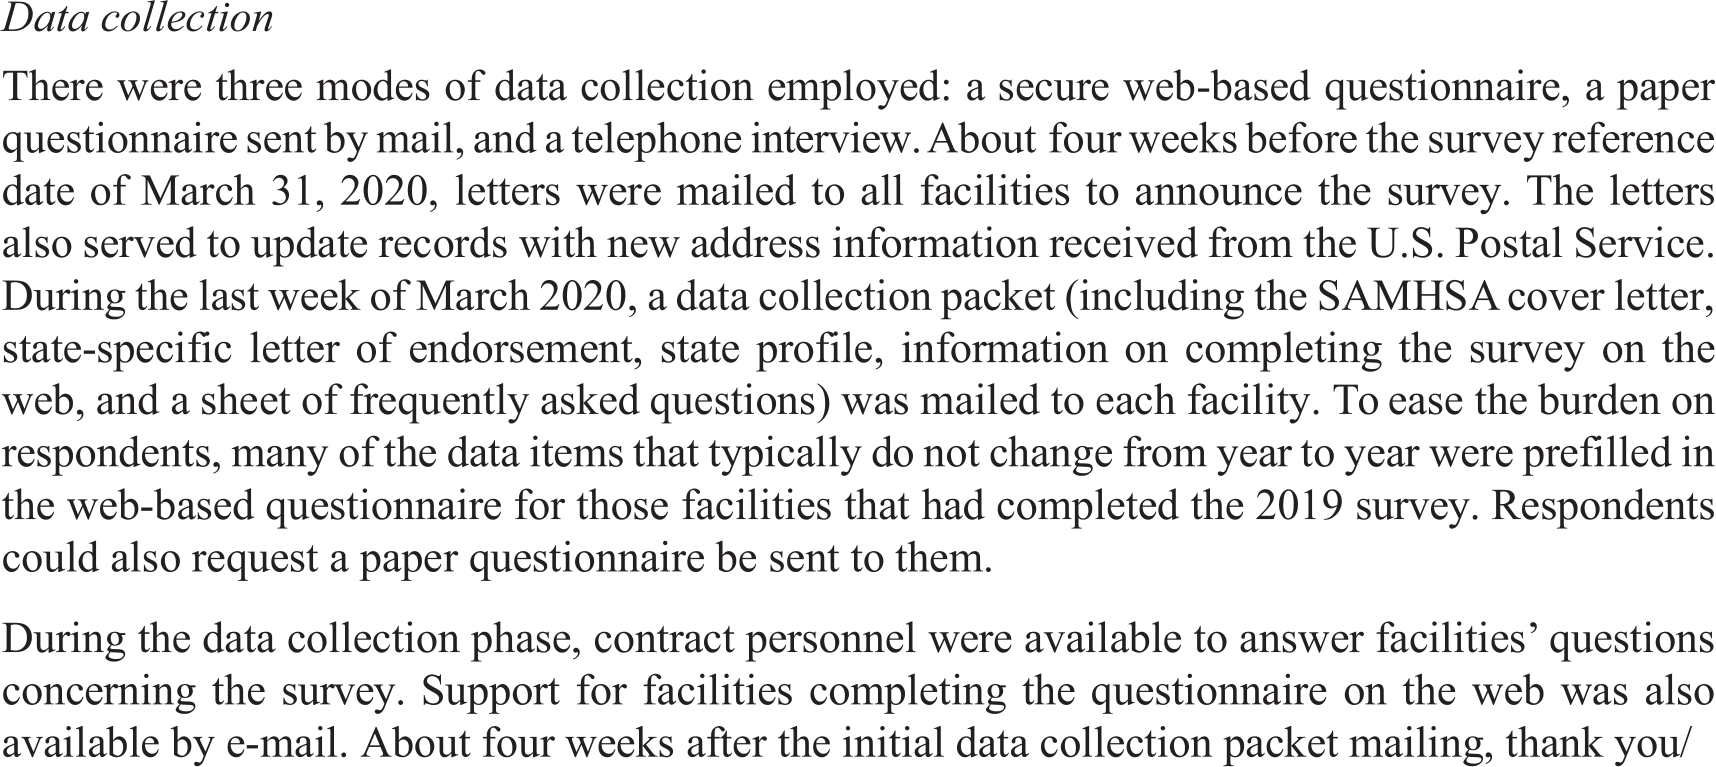 Data collection
There were three modes of data collection employed: a secure web-based questionnaire, a paper
questionnaire sent by mail, and a telephone interview. About four weeks before the survey reference
date of March 31, 2020, letters were mailed to all facilities to announce the survey. The letters
also served to update records with new address information received from the U.S. Postal Service.
During the last week of March 2020, a data collection packet (including the SAMHSA cover letter,
state-specific letter of endorsement, state profile, information on completing the survey on the
web, and a sheet of frequently asked questions) was mailed to each facility. To ease the burden on
respondents, many of the data items that typically do not change from year to year were prefilled in
the web-based questionnaire for those facilities that had completed the 2019 survey. Respondents
could also request a paper questionnaire be sent to them.
During the data collection phase, contract personnel were available to answer facilities’ questions
concerning the survey. Support for facilities completing the questionnaire on the web was also
available by e-mail. About four weeks after the initial data collection packet mailing, thank you/